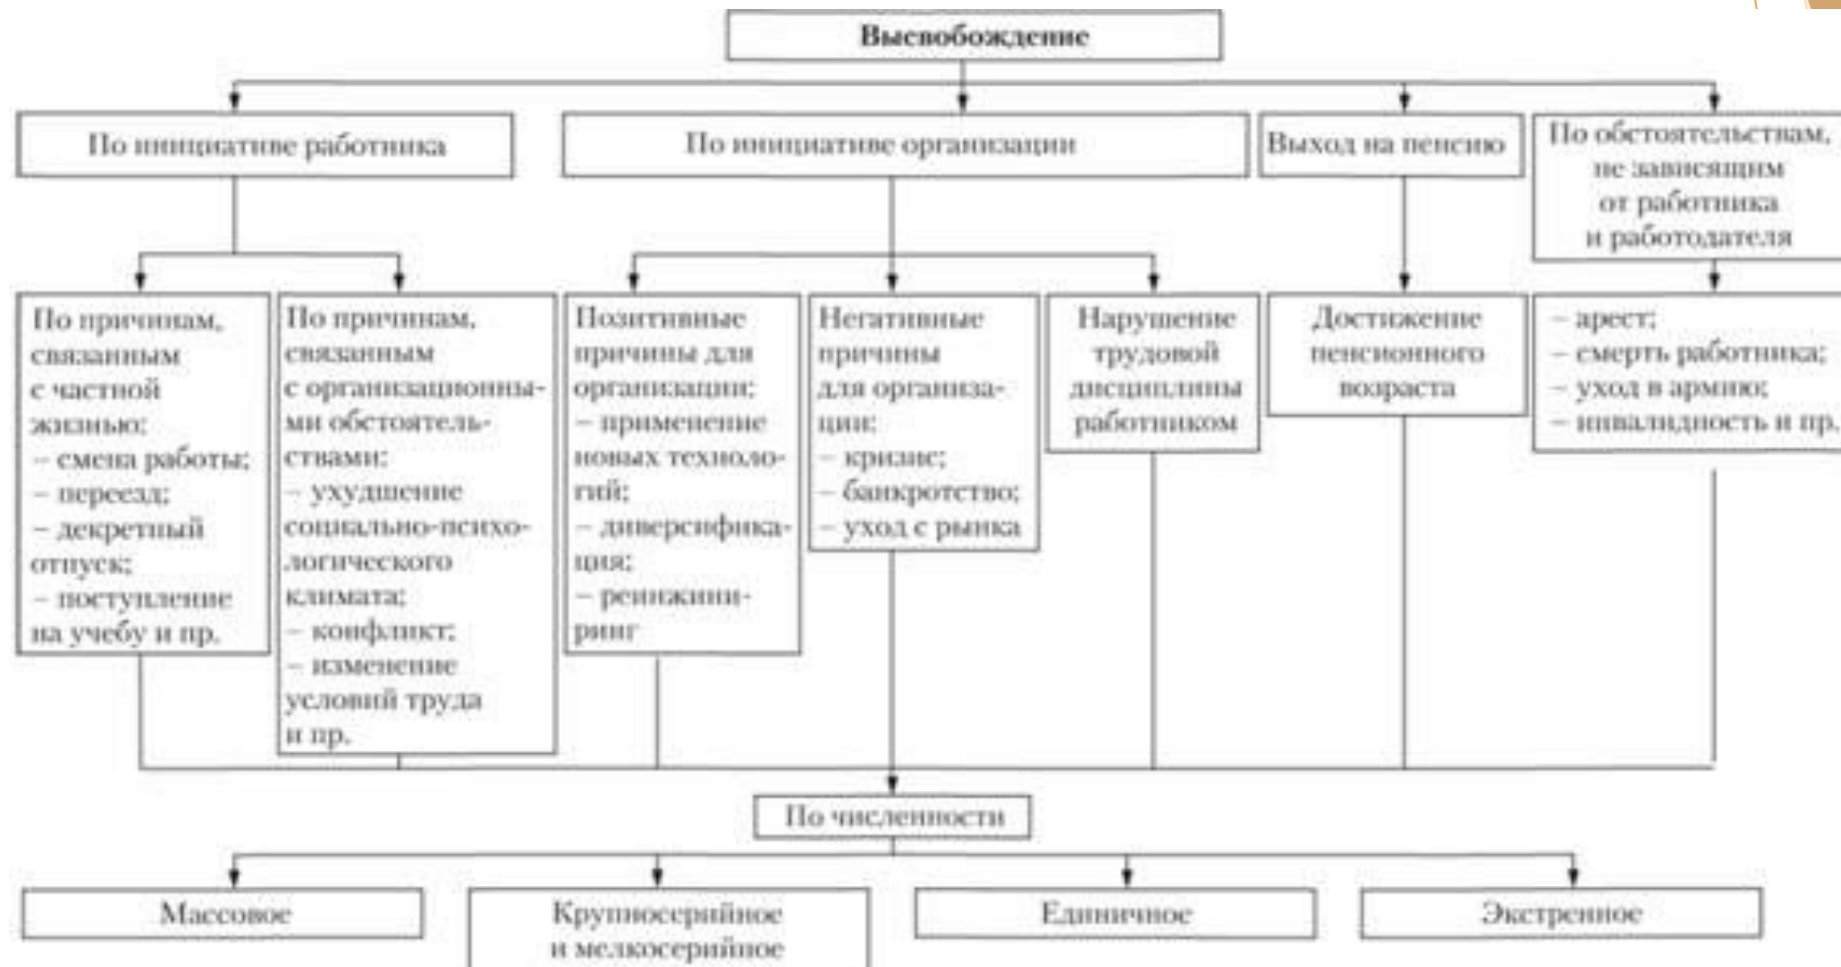 Высвобождение
По инициативе работника
По инициативе организации
Выход на пенсию
По обстоятельствам,
не зависящим
от работника
и работодателя
По причинам,
связанным
с частной
жизнью:
– смена работы;
– переезд;
– декретный
отпуск;
– поступление
на учебу и пр.
По причинам,
связанным
с организационны-
ми обстоятель-
ствами:
– ухудшение
социально-психо-
логического
климата;
– конфликт;
– изменение
условий труда
и пр.
Позитивные
причины для
организации:
– применение
новых техноло-
гий;
– диверсифика-
ция;
– реинжини-
ринг
Негативные
причины
для организа-
ции:
– кризис;
– банкротство;
– уход с рынка
Нарушение
трудовой
дисциплины
работником
Достижение
пенсионного
возраста
– арест;
– смерть работника;
– уход в армию;
– инвалидность и пр.
По численности
Массовое
Крупносерийное
и мелкосерийное
Единичное
Экстренное